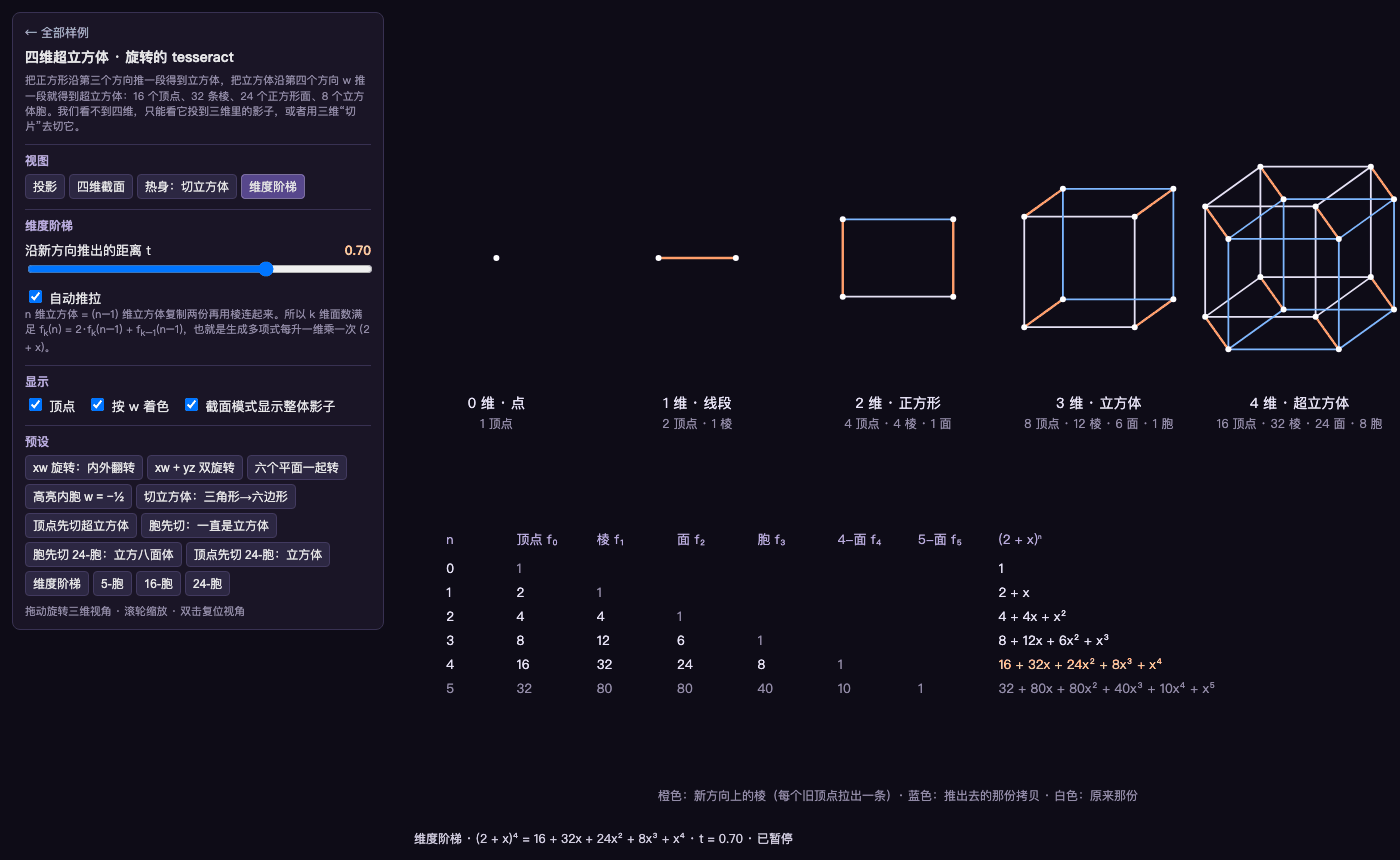 ← 全部样例
四维超立方体 · 旋转的 tesseract
把正方形沿第三个方向推一段得到立方体，把立方体沿第四个方向 w 推
一段就得到超立方体：16 个顶点、32 条棱、24 个正方形面、8 个立方
体胞。我们看不到四维，只能看它投到三维里的影子，或者用三维“切
片”去切它。
视图
投影 四维截面 热身：切立方体 维度阶梯
维度阶梯
沿新方向推出的距离 t 0.70
自动推拉
n 维立方体 = (n−1) 维立方体复制两份再用棱连起来。所以 k 维面数满
足 fₖ(n) = 2·fₖ(n−1) + fₖ₋₁(n−1)，也就是生成多项式每升一维乘一次 (2
+ x)。
显示
顶点 按 w 着色 截面模式显示整体影子
预设
xw 旋转：内外翻转 xw + yz 双旋转 六个平面一起转
高亮内胞 w = −½ 切立方体：三角形→六边形
顶点先切超立方体 胞先切：一直是立方体
胞先切 24-胞：立方八面体 顶点先切 24-胞：立方体
维度阶梯 5-胞 16-胞 24-胞
拖动旋转三维视角 · 滚轮缩放 · 双击复位视角
0 维 · 点 1 维 · 线段 2 维 · 正方形 3 维 · 立方体 4 维 · 超立方体
1 顶点 2 顶点 · 1 棱 4 顶点 · 4 棱 · 1 面 8 顶点 · 12 棱 · 6 面 · 1 胞 16 顶点 · 32 棱 · 24 面 · 8 胞
n 顶点 f₀ 棱 f₁ 面 f₂ 胞 f₃ 4−面 f₄ 5−面 f₅ (2 + x)ⁿ
0 1 1
1 2 1 2 + x
2 4 4 1 4 + 4x + x²
3 8 12 6 1 8 + 12x + 6x² + x³
4 16 32 24 8 1 16 + 32x + 24x² + 8x³ + x⁴
5 32 80 80 40 10 1 32 + 80x + 80x² + 40x³ + 10x⁴ + x⁵
橙色：新方向上的棱（每个旧顶点拉出一条） · 蓝色：推出去的那份拷贝 · 白色：原来那份
维度阶梯 · (2 + x)⁴ = 16 + 32x + 24x² + 8x³ + x⁴ · t = 0.70 · 已暂停